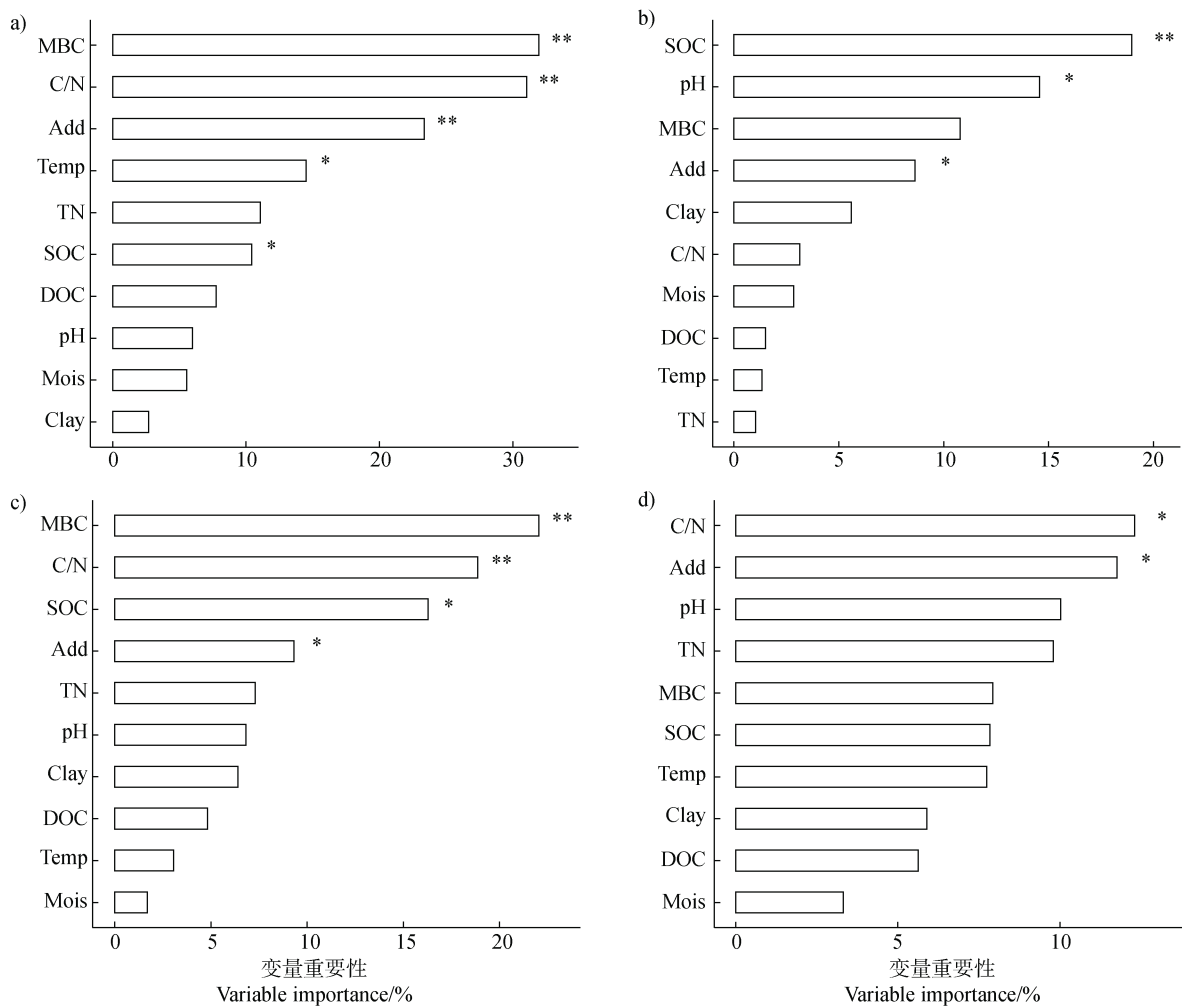 a)
MBC **
C/N **
Add **
Temp *
TN
SOC *
DOC
pH
Mois
Clay
0 10 20 30
b)
SOC **
pH *
MBC
Add *
Clay
C/N
Mois
DOC
Temp
TN
0 5 10 15 20
c)
MBC **
C/N **
SOC *
Add *
TN
pH
Clay
DOC
Temp
Mois
0 5 10 15 20
变量重要性
Variable importance/%
d)
C/N *
Add *
pH
TN
MBC
SOC
Temp
Clay
DOC
Mois
0 5 10
变量重要性
Variable importance/%